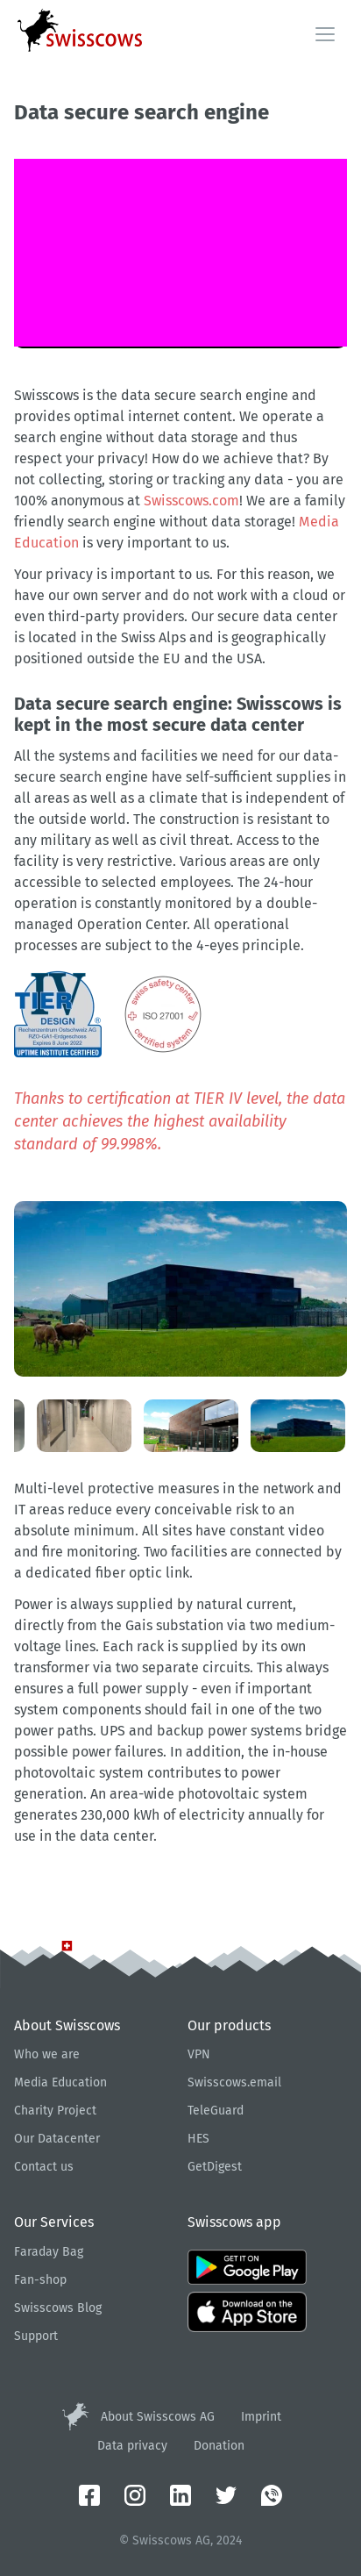 swisscows
Data secure search engine
Swisscows is the data secure search engine and
provides optimal internet content. We operate a
search engine without data storage and thus
respect your privacy! How do we achieve that? By
not collecting, storing or tracking any data - you are
100% anonymous at Swisscows.com! We are a family
friendly search engine without data storage! Media
Education is very important to us.
Your privacy is important to us. For this reason, we
have our own server and do not work with a cloud or
even third-party providers. Our secure data center
is located in the Swiss Alps and is geographically
positioned outside the EU and the USA.
Data secure search engine: Swisscows is
kept in the most secure data center
All the systems and facilities we need for our data-
secure search engine have self-sufficient supplies in
all areas as well as a climate that is independent of
the outside world. The construction is resistant to
any military as well as civil threat. Access to the
facility is very restrictive. Various areas are only
accessible to selected employees. The 24-hour
operation is constantly monitored by a double-
managed Operation Center. All operational
processes are subject to the 4-eyes principle.
TIER IV
DESIGN
Rechenzentrum Ostschweiz AG
RZO-GA1-Erdgeschoss
Expires 8 June 2022
UPTIME INSTITUTE CERTIFIED
®
swiss safety center
ISO 27001
certified system
Thanks to certification at TIER IV level, the data
center achieves the highest availability
standard of 99.998%.
Multi-level protective measures in the network and
IT areas reduce every conceivable risk to an
absolute minimum. All sites have constant video
and fire monitoring. Two facilities are connected by
a dedicated fiber optic link.
Power is always supplied by natural current,
directly from the Gais substation via two medium-
voltage lines. Each rack is supplied by its own
transformer via two separate circuits. This always
ensures a full power supply - even if important
system components should fail in one of the two
power paths. UPS and backup power systems bridge
possible power failures. In addition, the in-house
photovoltaic system contributes to power
generation. An area-wide photovoltaic system
generates 230,000 kWh of electricity annually for
use in the data center.
About Swisscows
Who we are
Media Education
Charity Project
Our Datacenter
Contact us
Our products
VPN
Swisscows.email
TeleGuard
HES
GetDigest
Our Services
Faraday Bag
Fan-shop
Swisscows Blog
Support
Swisscows app
GET IT ON
Google Play
Download on the
App Store
About Swisscows AG Imprint
Data privacy Donation
© Swisscows AG, 2024